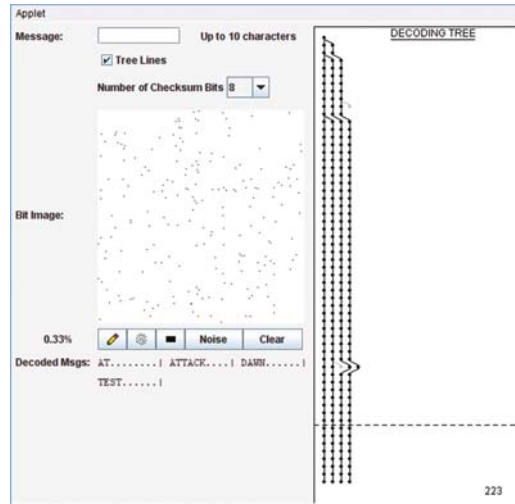 Applet
Message:
Up to 10 characters
Tree Lines
Number of Checksum Bits 8
Bit Image:
0.33%
Noise
Clear
Decoded Msgs: AT........| ATTACK....| DAWN......|
TEST......|
DECODING TREE
223